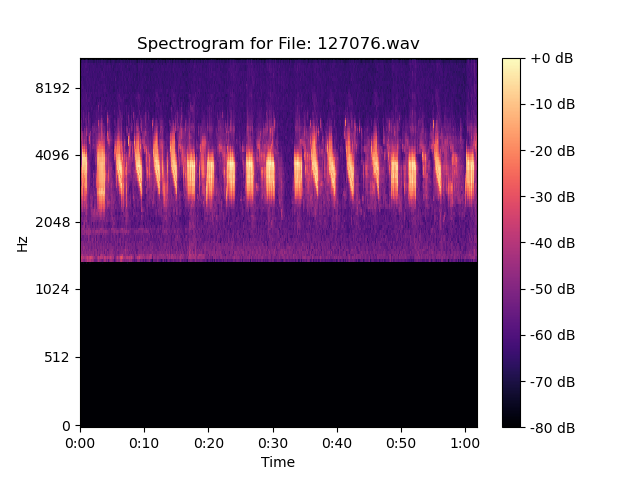 Spectrogram for File: 127076.wav
Hz
8192
4096
2048
1024
512
0
0:00 0:10 0:20 0:30 0:40 0:50 1:00
Time
+0 dB
-10 dB
-20 dB
-30 dB
-40 dB
-50 dB
-60 dB
-70 dB
-80 dB